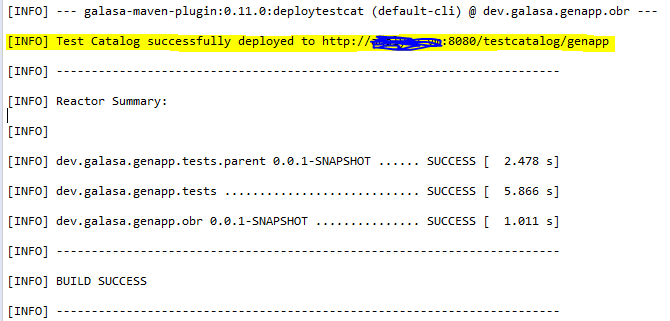 [INFO] --- galasa-maven-plugin:0.11.0:deploytestcat (default-cli) @ dev.galasa.genapp.obr ---
[INFO] Test Catalog successfully deployed to http:// :8080/testcatalog/genapp
[INFO] ------------------------------------------------------------------------
[INFO] Reactor Summary:
[INFO]
[INFO] dev.galasa.genapp.tests.parent 0.0.1-SNAPSHOT ...... SUCCESS [  2.478 s]
[INFO] dev.galasa.genapp.tests ............................ SUCCESS [  5.866 s]
[INFO] dev.galasa.genapp.obr 0.0.1-SNAPSHOT ............... SUCCESS [  1.011 s]
[INFO] ------------------------------------------------------------------------
[INFO] BUILD SUCCESS
[INFO] ------------------------------------------------------------------------